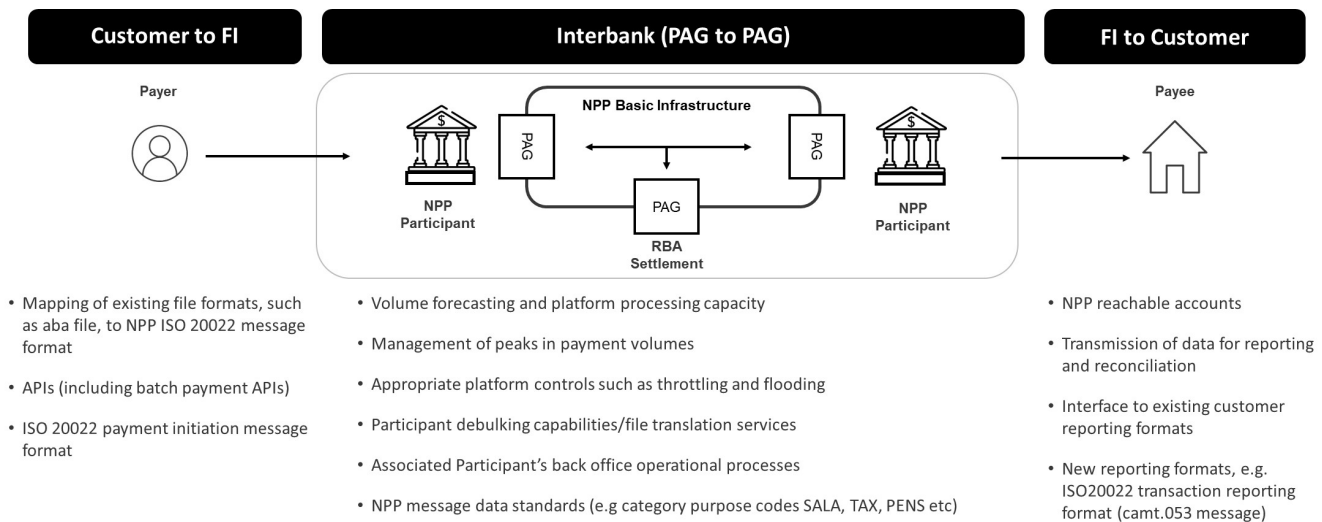 Customer to FI
Interbank (PAG to PAG)
FI to Customer
Payer
NPP Basic Infrastructure
Payee
$
PAG
PAG
$
PAG
NPP
Participant
NPP
Participant
RBA
Settlement
• Mapping of existing file formats, such
as aba file, to NPP ISO 20022 message
format
• APIs (including batch payment APIs)
• ISO 20022 payment initiation message
format
• Volume forecasting and platform processing capacity
• Management of peaks in payment volumes
• Appropriate platform controls such as throttling and flooding
• Participant debulking capabilities/file translation services
• Associated Participant's back office operational processes
• NPP message data standards (e.g category purpose codes SALA, TAX, PENS etc)
• NPP reachable accounts
• Transmission of data for reporting
and reconciliation
• Interface to existing customer
reporting formats
• New reporting formats, e.g.
ISO20022 transaction reporting
format (camt.053 message)